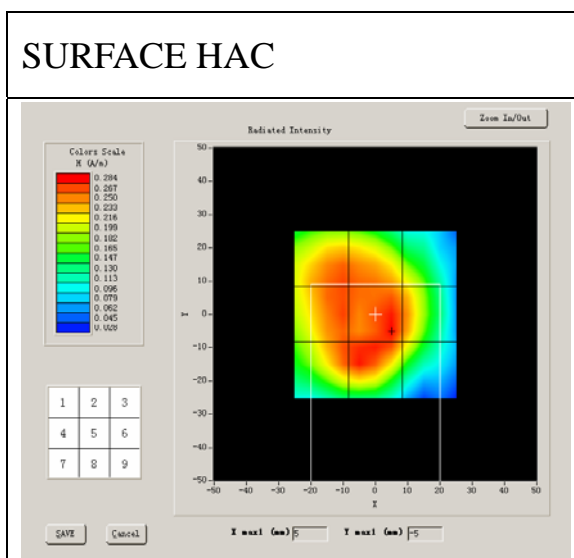 SURFACE HAC
Zoom In/Out
Radiated Intensity
Colors Scale
H (A/m)
0.284
0.267
0.250
0.233
0.216
0.199
0.182
0.165
0.147
0.130
0.113
0.096
0.079
0.062
0.045
0.028
50
40
30
20
10
0
-10
-20
-30
-40
-50
Y
-50 -40 -30 -20 -10 0 10 20 30 40 50
X
1 2 3
4 5 6
7 8 9
SAVE Cancel
X max1 (mm) 5 Y max1 (mm) -5